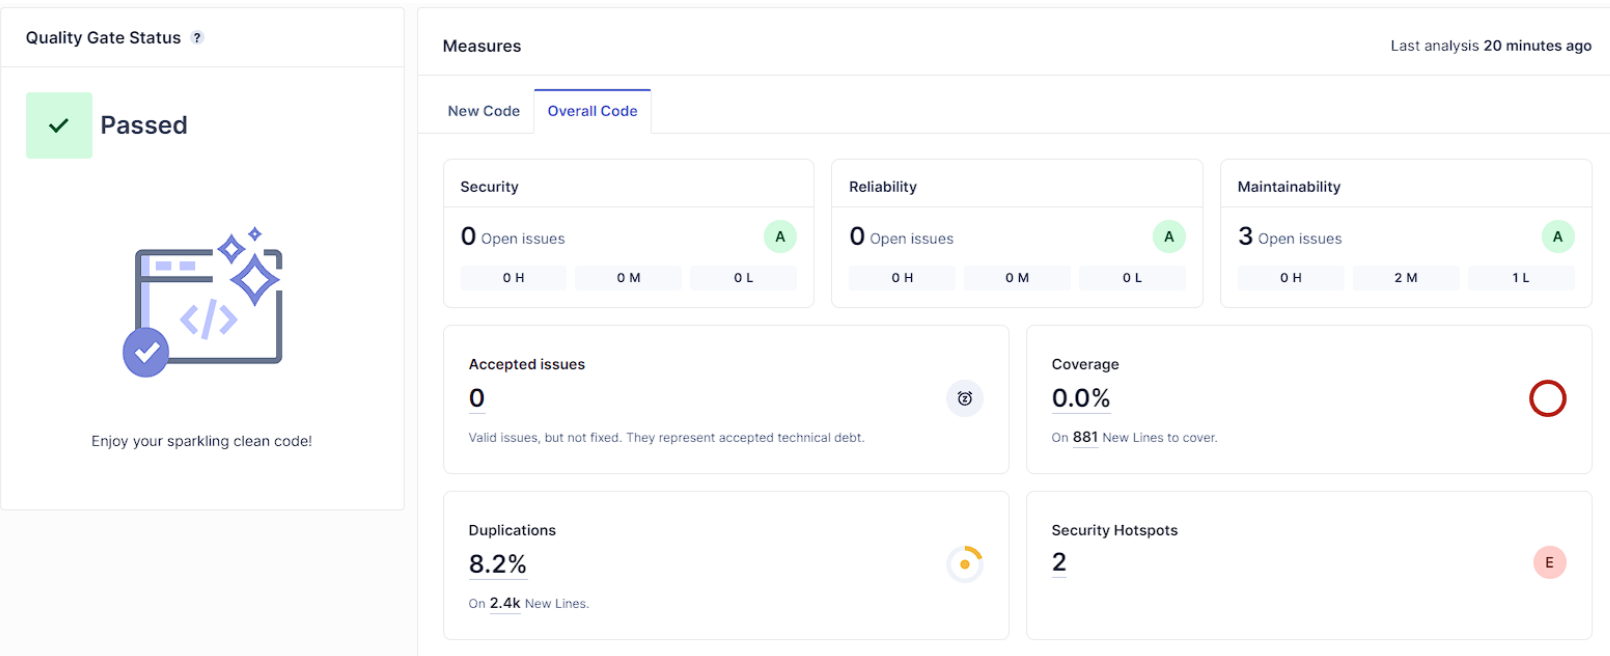 Quality Gate Status ?
Passed
Enjoy your sparkling clean code!
Measures
Last analysis 20 minutes ago
New Code
Overall Code
Security
0 Open issues
A
0 H
0 M
0 L
Reliability
0 Open issues
A
0 H
0 M
0 L
Maintainability
3 Open issues
A
0 H
2 M
1 L
Accepted issues
0
Valid issues, but not fixed. They represent accepted technical debt.
Coverage
0.0%
On 881 New Lines to cover.
Duplications
8.2%
On 2.4k New Lines.
Security Hotspots
2
E